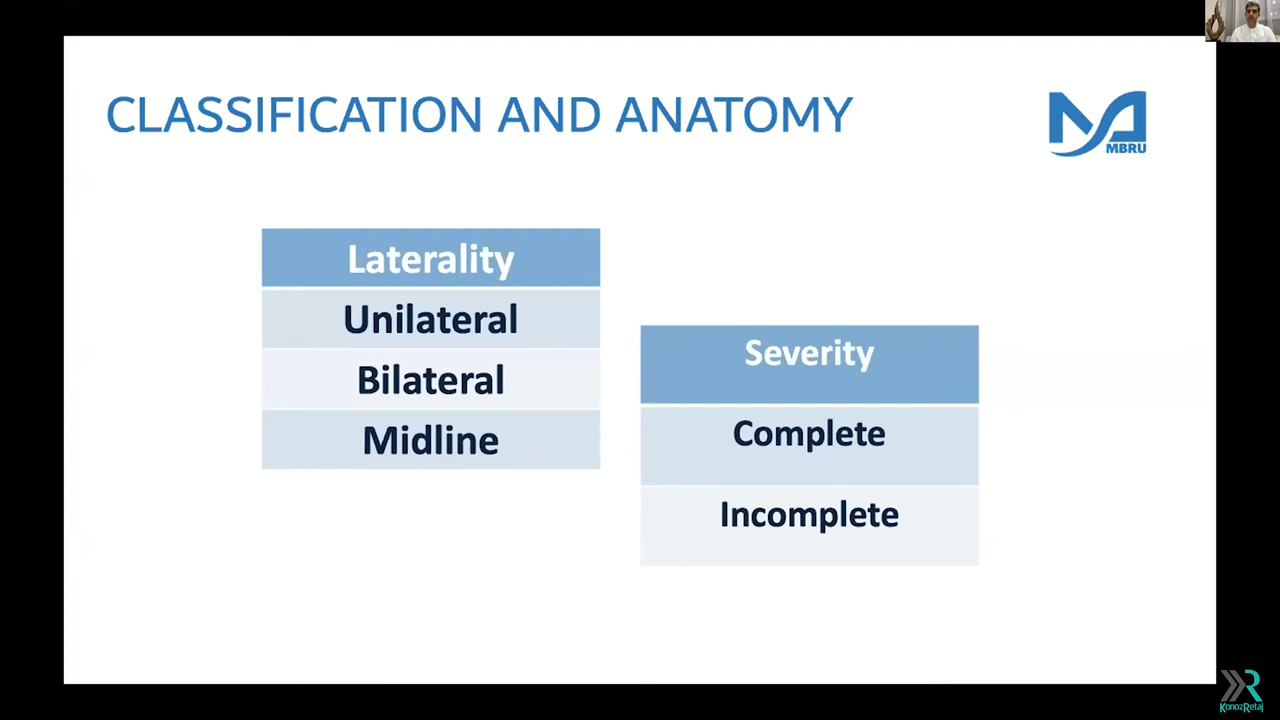 CLASSIFICATION AND ANATOMY
MBRU
Laterality
Unilateral
Bilateral
Midline
Severity
Complete
Incomplete
KonozRetaj